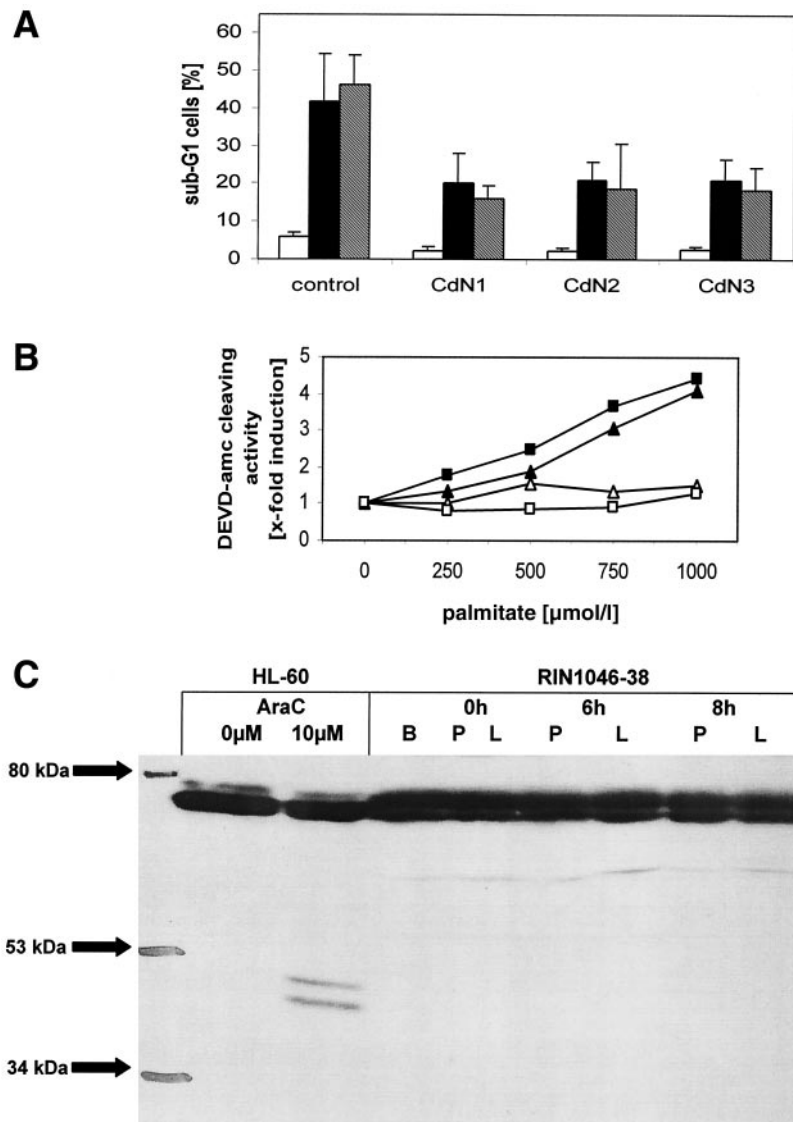 A
sub-G1 cells [%]
60
50
40
30
20
10
0
control CdN1 CdN2 CdN3
B
DEVD-amc cleaving
activity
[x-fold induction]
5
4
3
2
1
0
0 250 500 750 1000
palmitate [µmol/l]
C
HL-60 RIN1046-38
AraC 0h 6h 8h
0µM 10µM B P L P L P L
80 kDa
53 kDa
34 kDa